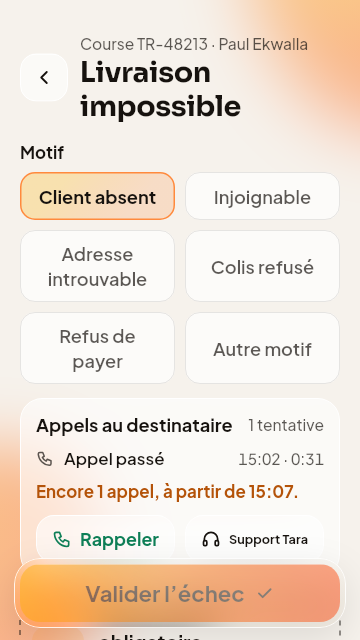 Course TR-48213 · Paul Ekwalla
Livraison
impossible
Motif
Client absent
Injoignable
Adresse
introuvable
Colis refusé
Refus de
payer
Autre motif
Appels au destinataire
1 tentative
Appel passé
15:02 · 0:31
Encore 1 appel, à partir de 15:07.
Rappeler
Support Tara
Valider l’échec